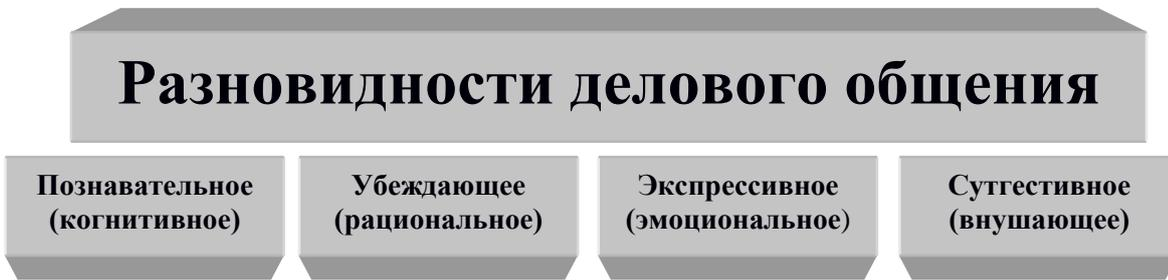 Разновидности делового общения
Познавательное
(когнитивное)
Убеждающее
(рациональное)
Экспрессивное
(эмоциональное)
Сутгестивное
(внушающее)